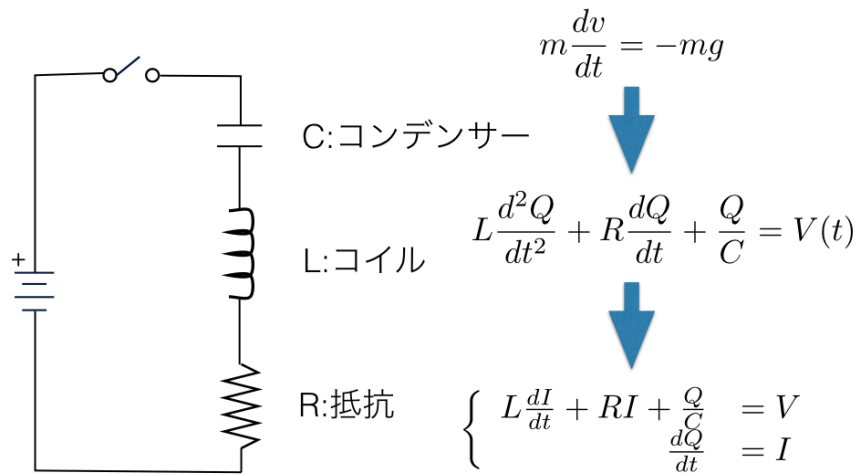 m dv/dt = −mg
C:コンデンサー
L d²Q/dt² + R dQ/dt + Q/C = V(t)
L:コイル
+
R:抵抗
{ L dI/dt + RI + Q/C = V
dQ/dt = I